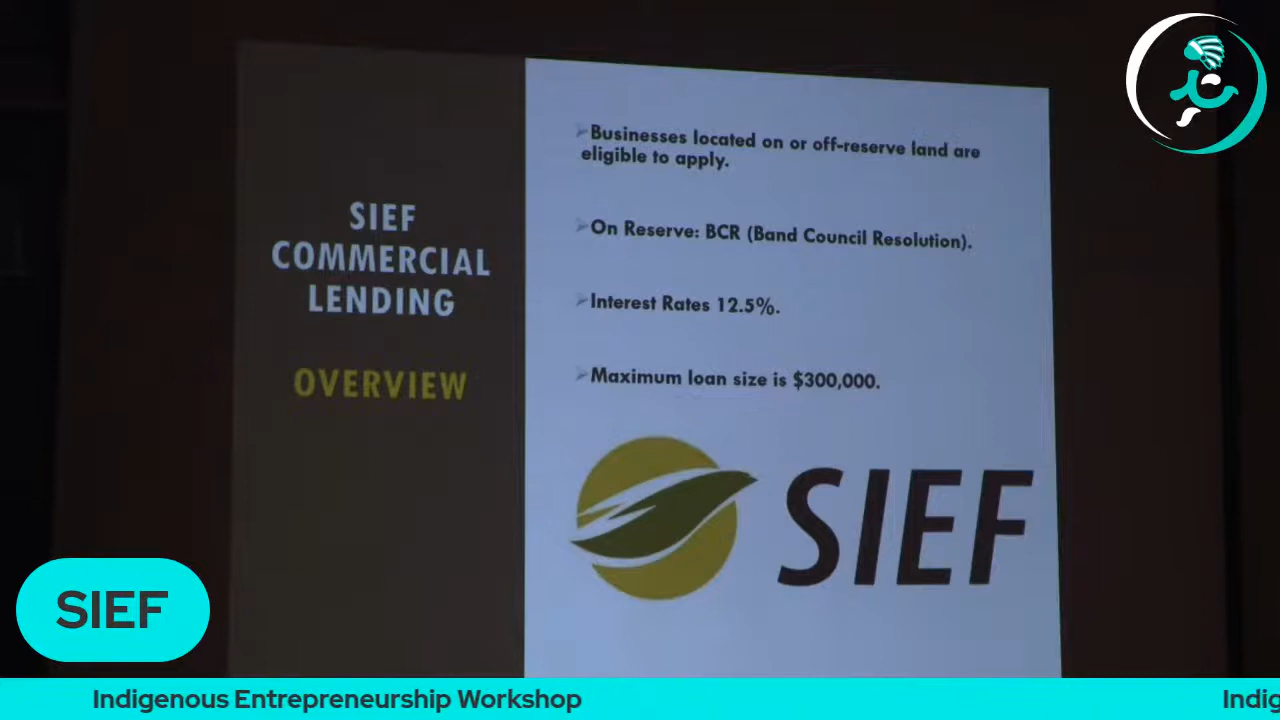 SIEF
COMMERCIAL
LENDING
OVERVIEW
Businesses located on or off-reserve land are
eligible to apply.
On Reserve: BCR (Band Council Resolution).
Interest Rates 12.5%.
Maximum loan size is $300,000.
SIEF
SIEF
Indigenous Entrepreneurship Workshop
Indig